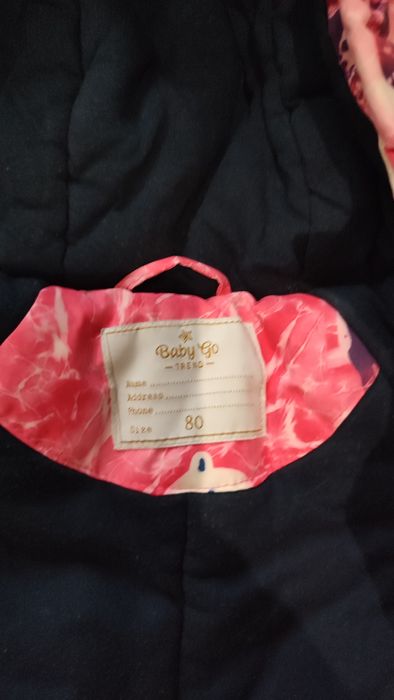 Baby Go
— TREND —
Name..................
Address...............
Phone.................
Size 80